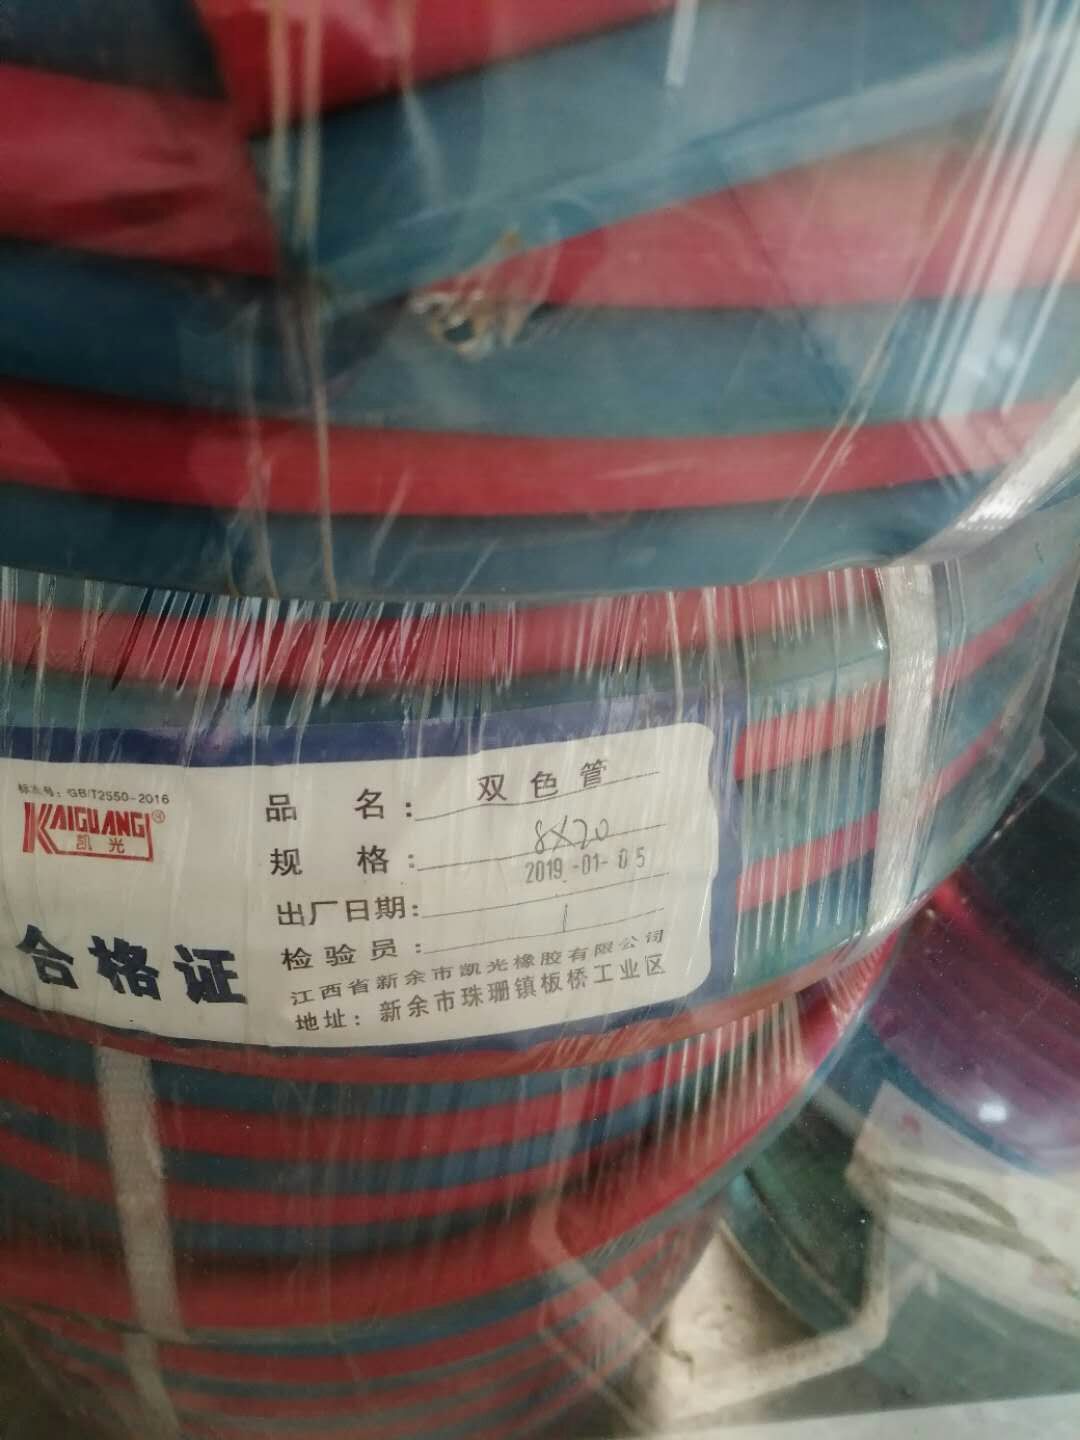 标准号：GB/T2550-2016
KAIGUANG®
凯光
合格证
品 名：双色管
规 格：8X20
出厂日期：2019-01-05
检验员：1
江西省新余市凯光橡胶有限公司
地址：新余市珠珊镇板桥工业区